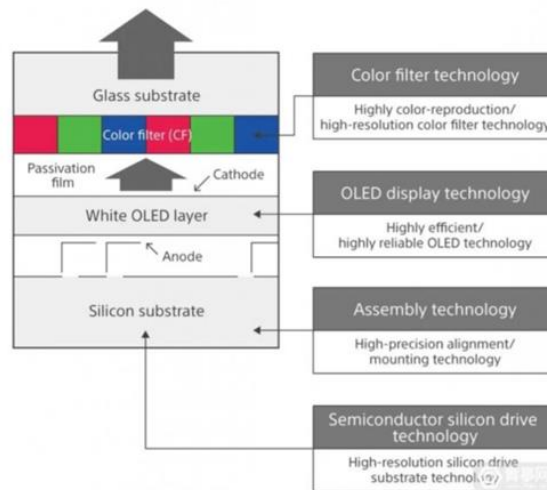 Glass substrate
Color filter (CF)
Passivation
film
Cathode
White OLED layer
Anode
Silicon substrate
Color filter technology
Highly color-reproduction/
high-resolution color filter technology
OLED display technology
Highly efficient/
highly reliable OLED technology
Assembly technology
High-precision alignment/
mounting technology
Semiconductor silicon drive
technology
High-resolution silicon drive
substrate technology